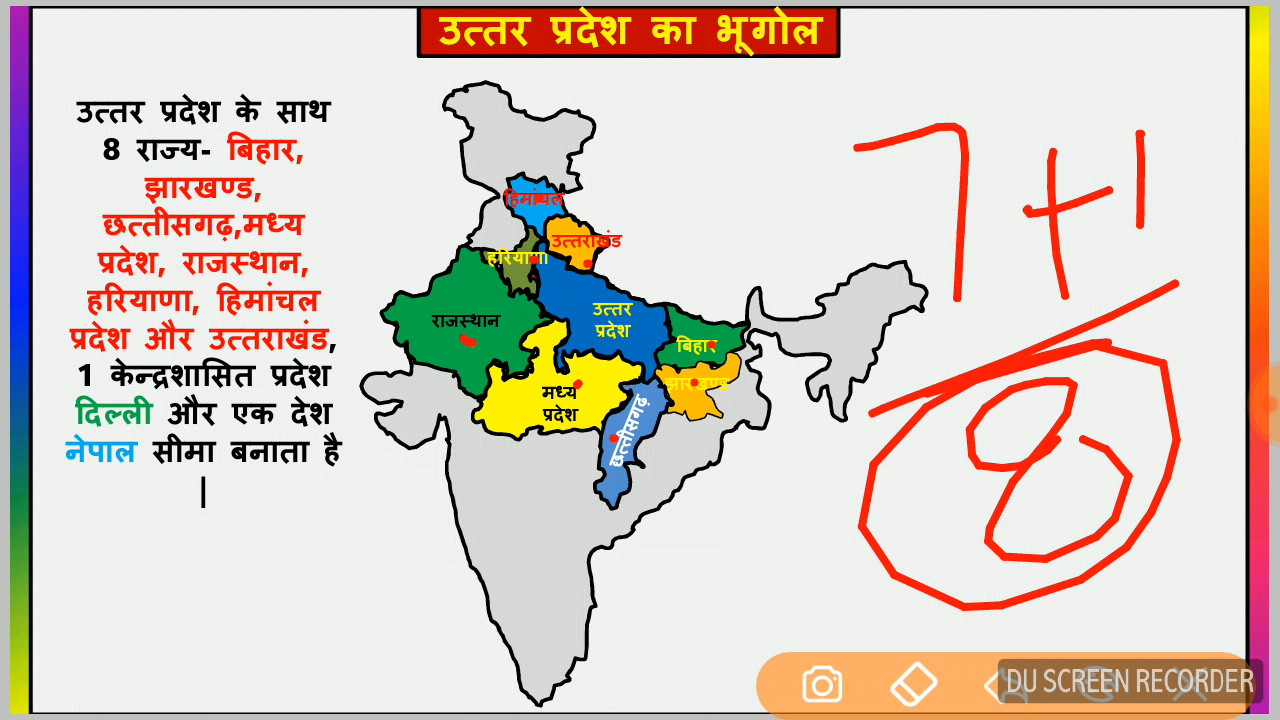 उत्तर प्रदेश का भूगोल
उत्तर प्रदेश के साथ
8 राज्य- बिहार,
झारखण्ड,
छत्तीसगढ़,मध्य
प्रदेश, राजस्थान,
हरियाणा, हिमांचल
प्रदेश और उत्तराखंड,
1 केन्द्रशासित प्रदेश
दिल्ली और एक देश
नेपाल सीमा बनाता है
|
हिमांचल
उत्तराखंड
हरियाणा
उत्तर
प्रदेश
राजस्थान
बिहार
झारखण्ड
मध्य
प्रदेश
छत्तीसगढ़
7+1
8
DU SCREEN RECORDER